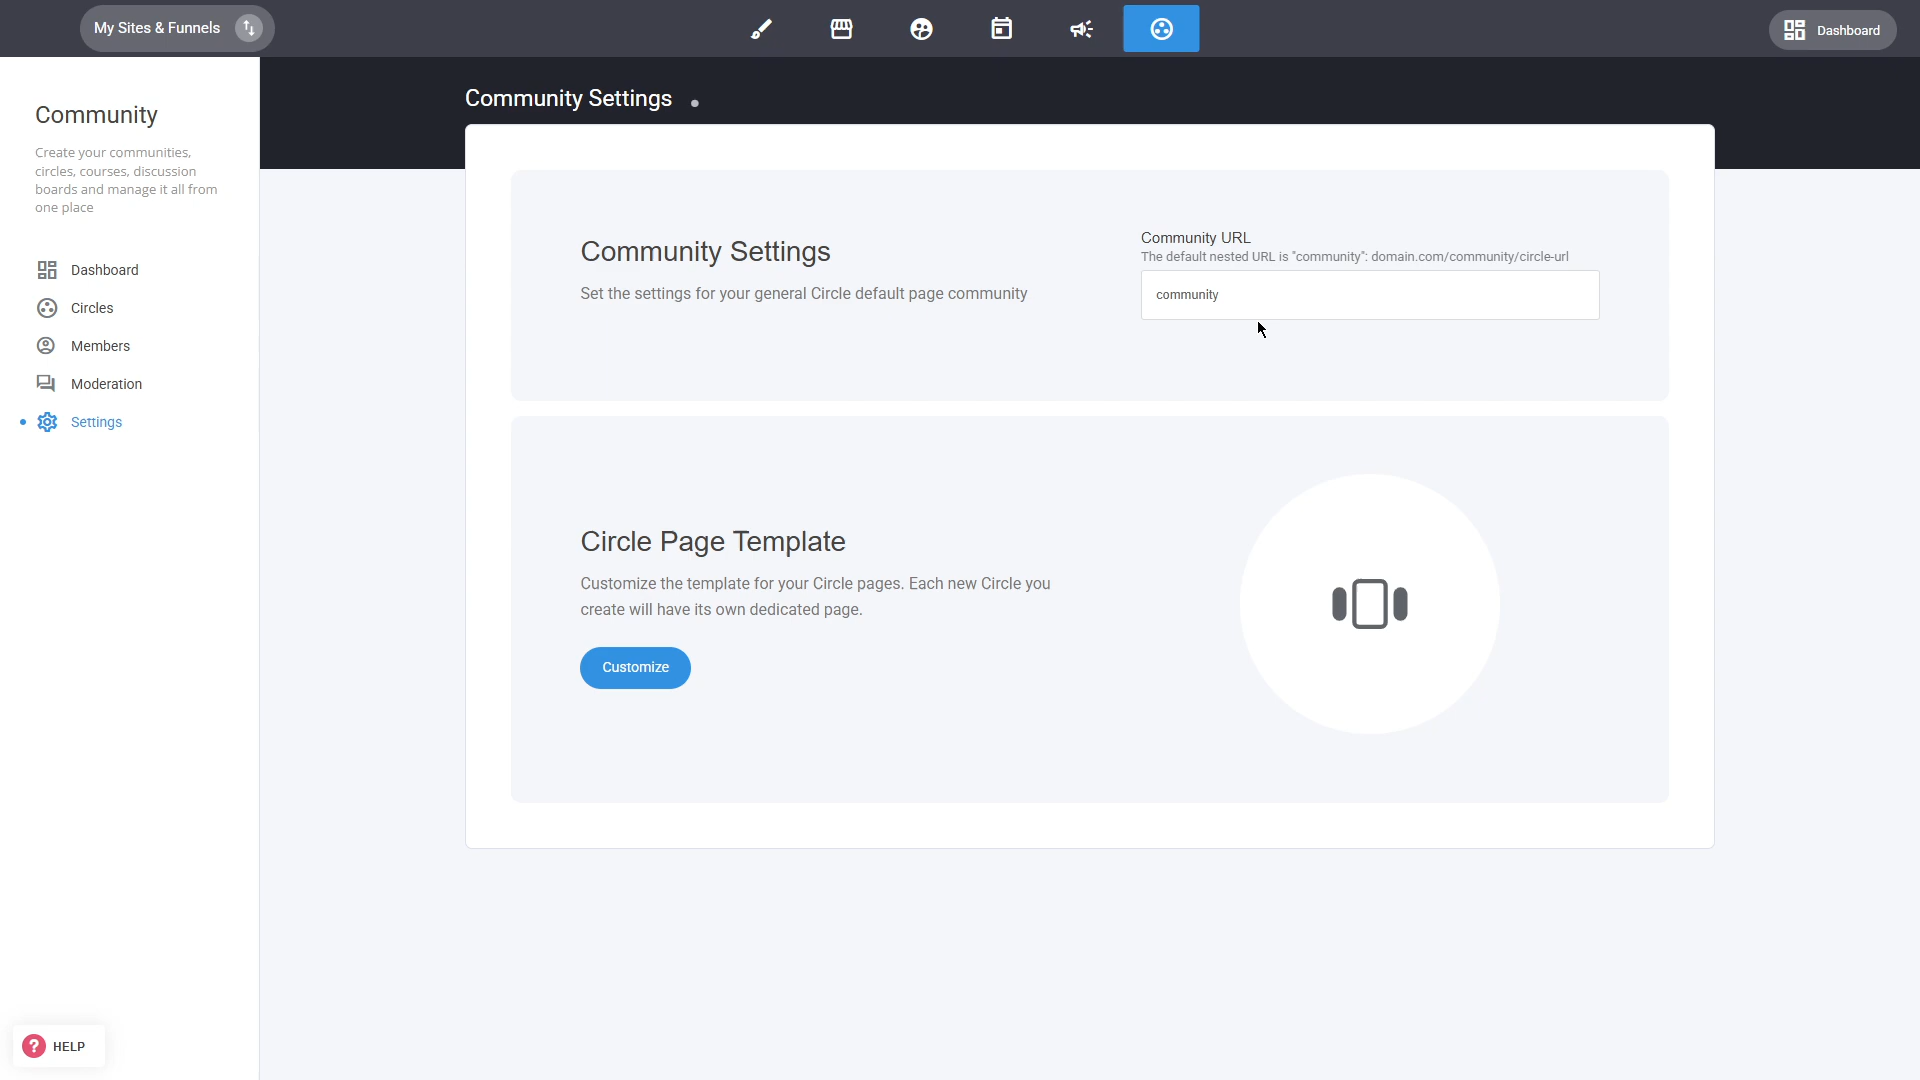 My Sites & Funnels
Dashboard
Community
Create your communities,
circles, courses, discussion
boards and manage it all from
one place
Dashboard
Circles
Members
Moderation
Settings
HELP
Community Settings
Community Settings
Set the settings for your general Circle default page community
Community URL
The default nested URL is "community": domain.com/community/circle-url
community
Circle Page Template
Customize the template for your Circle pages. Each new Circle you
create will have its own dedicated page.
Customize